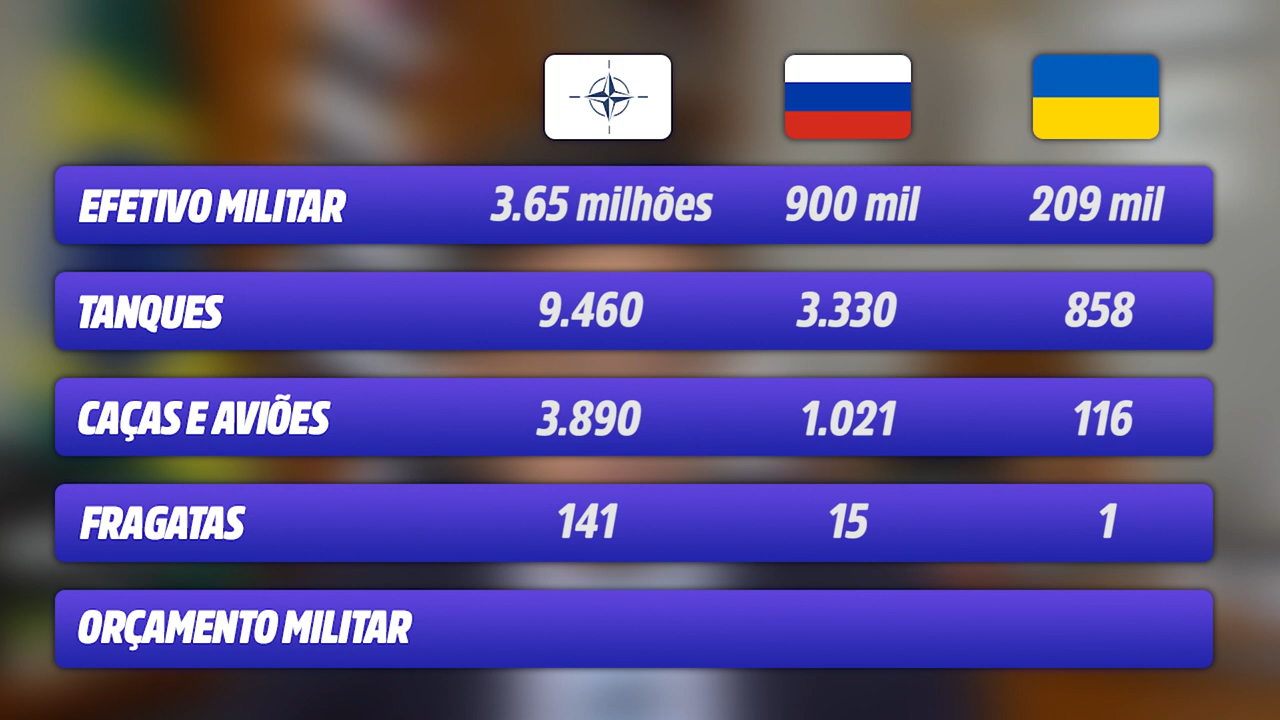 EFETIVO MILITAR 3.65 milhões 900 mil 209 mil
TANQUES 9.460 3.330 858
CAÇAS E AVIÕES 3.890 1.021 116
FRAGATAS 141 15 1
ORÇAMENTO MILITAR